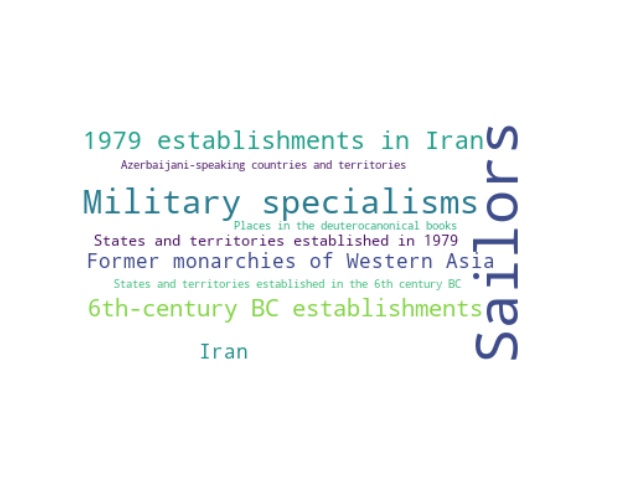 1979 establishments in Iran
Azerbaijani-speaking countries and territories
Military specialisms
Places in the deuterocanonical books
States and territories established in 1979
Former monarchies of Western Asia
States and territories established in the 6th century BC
6th-century BC establishments
Iran
Sailors